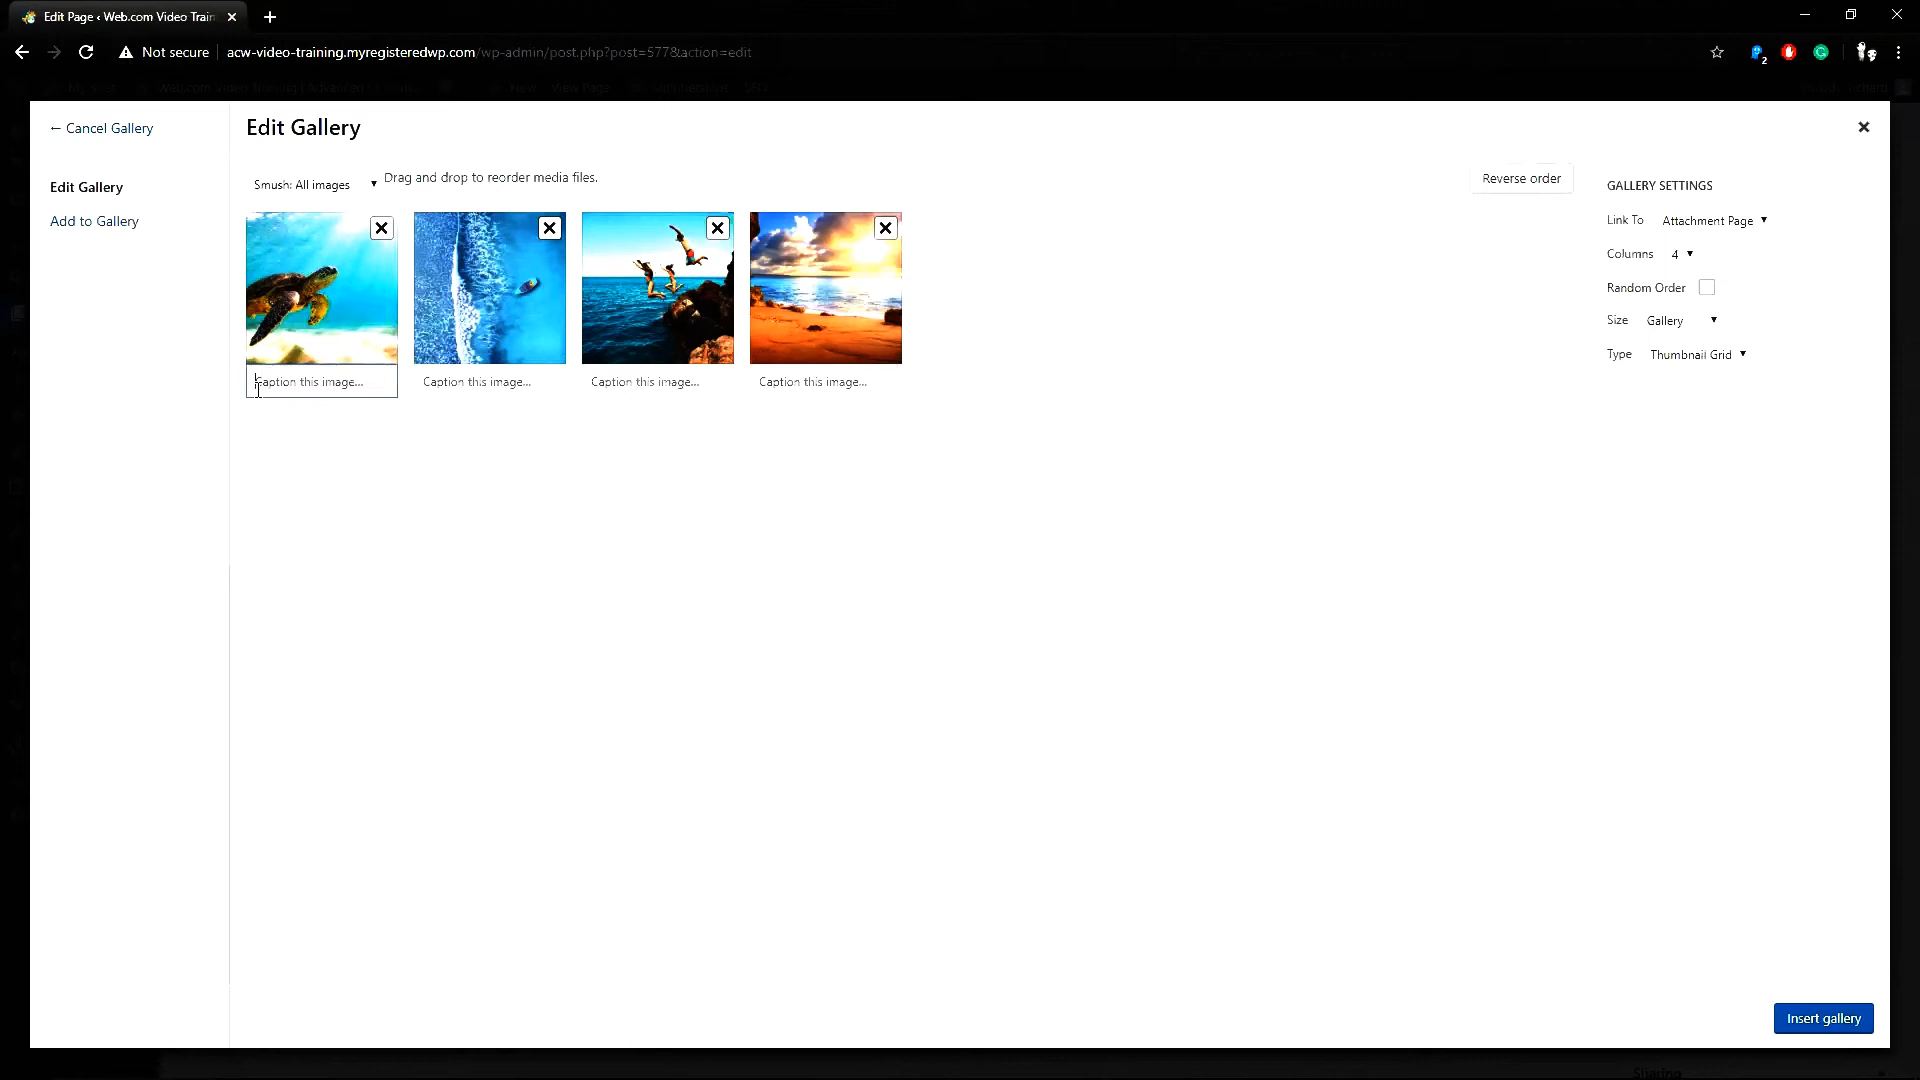 Edit Page ‹ Web.com Video Train
Not secure
acw-video-training.myregisteredwp.com/wp-admin/post.php?post=577&action=edit
2
← Cancel Gallery
Edit Gallery
Edit Gallery
Add to Gallery
Smush: All images
Drag and drop to reorder media files.
Reverse order
Caption this image...
Caption this image...
Caption this image...
Caption this image...
GALLERY SETTINGS
Link To Attachment Page
Columns 4
Random Order
Size Gallery
Type Thumbnail Grid
Insert gallery
Sharing